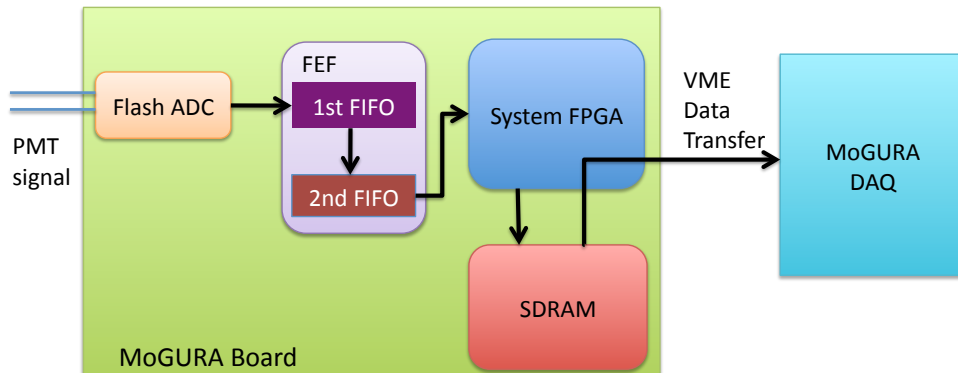 PMT
signal
Flash ADC
FEF
1st FIFO
2nd FIFO
System FPGA
SDRAM
VME
Data
Transfer
MoGURA
DAQ
MoGURA Board